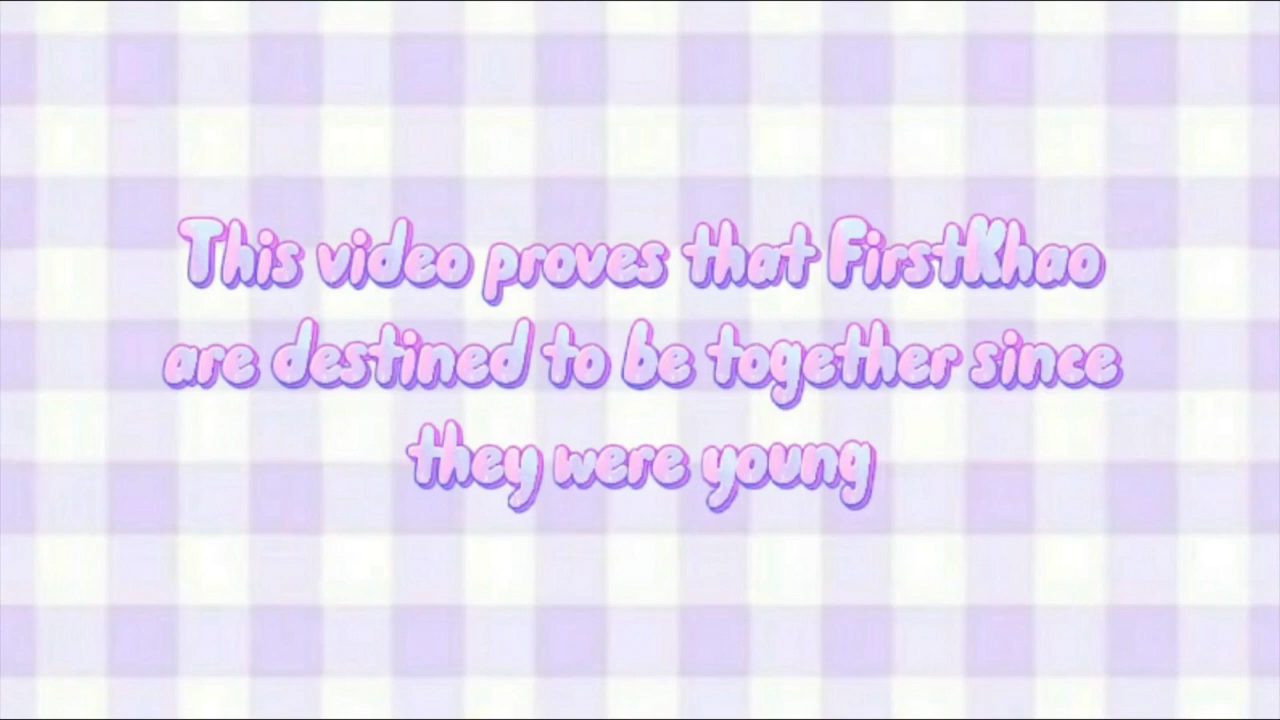 This video proves that FirstKhao
are destined to be together since
they were young